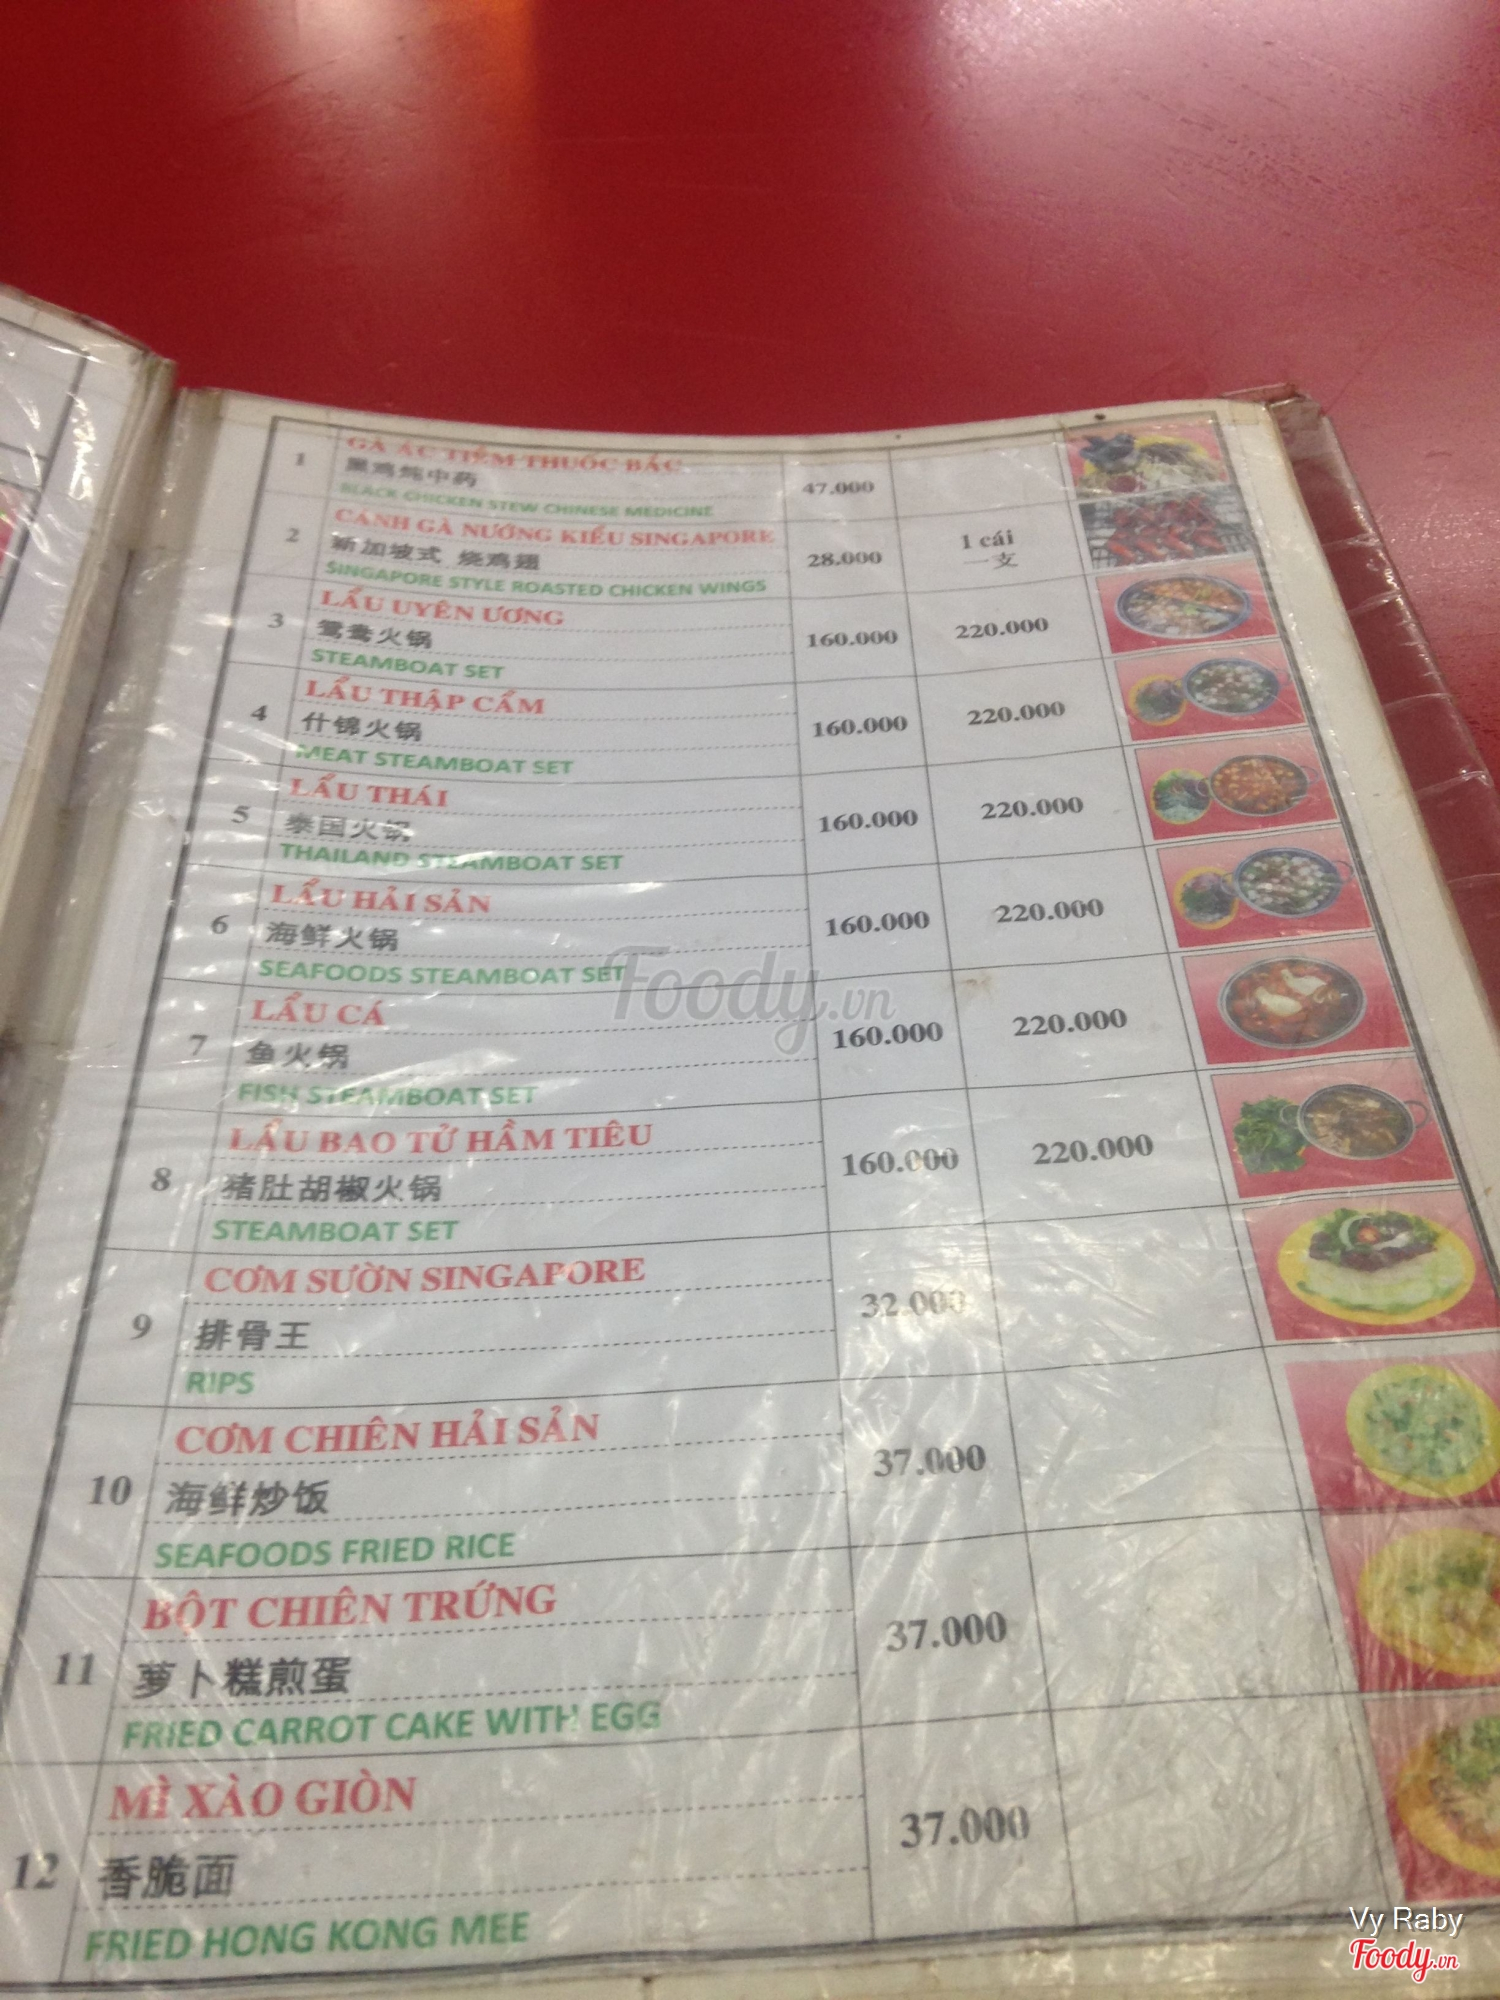 1
GÀ ÁC TIỀM THUỐC BẮC
黑鸡炖中药
BLACK CHICKEN STEW CHINESE MEDICINE
47.000
2
CÁNH GÀ NƯỚNG KIỂU SINGAPORE
新加坡式 烧鸡翅
SINGAPORE STYLE ROASTED CHICKEN WINGS
28.000
1 cái
一支
3
LẨU UYÊN ƯƠNG
鸳鸯火锅
STEAMBOAT SET
160.000
220.000
4
LẨU THẬP CẨM
什锦火锅
MEAT STEAMBOAT SET
160.000
220.000
5
LẨU THÁI
泰国火锅
THAILAND STEAMBOAT SET
160.000
220.000
6
LẨU HẢI SẢN
海鲜火锅
SEAFOODS STEAMBOAT SET
160.000
220.000
7
LẨU CÁ
鱼火锅
FISH STEAMBOAT SET
160.000
220.000
8
LẨU BAO TỬ HẦM TIÊU
猪肚胡椒火锅
STEAMBOAT SET
160.000
220.000
9
CƠM SƯỜN SINGAPORE
排骨王
RIPS
32.000
10
CƠM CHIÊN HẢI SẢN
海鲜炒饭
SEAFOODS FRIED RICE
37.000
11
BỘT CHIÊN TRỨNG
萝卜糕煎蛋
FRIED CARROT CAKE WITH EGG
37.000
12
MÌ XÀO GIÒN
香脆面
FRIED HONG KONG MEE
37.000
Foody.vn
Vy Raby
Foody.vn